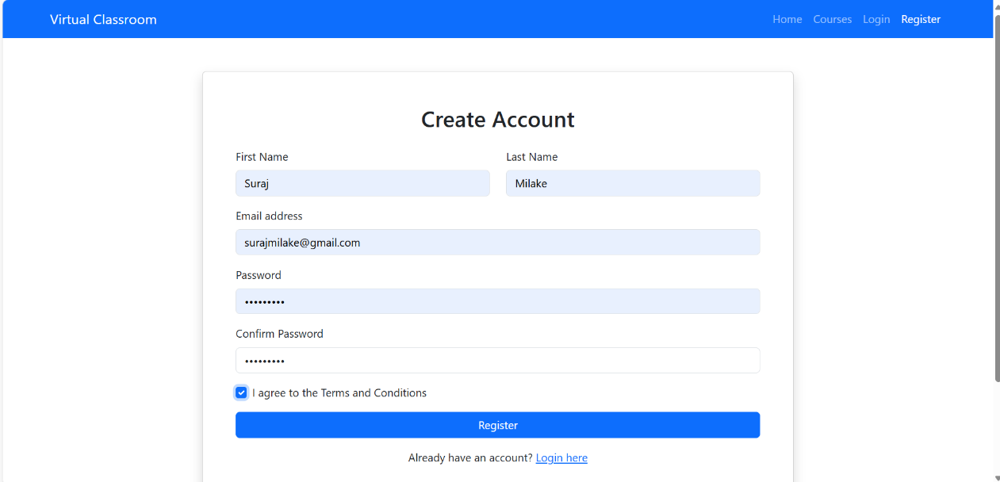 Virtual Classroom Home Courses Login Register
Create Account
First Name Last Name
Suraj Milake
Email address
surajmilake@gmail.com
Password
•••••••••
Confirm Password
•••••••••
I agree to the Terms and Conditions
Register
Already have an account? Login here